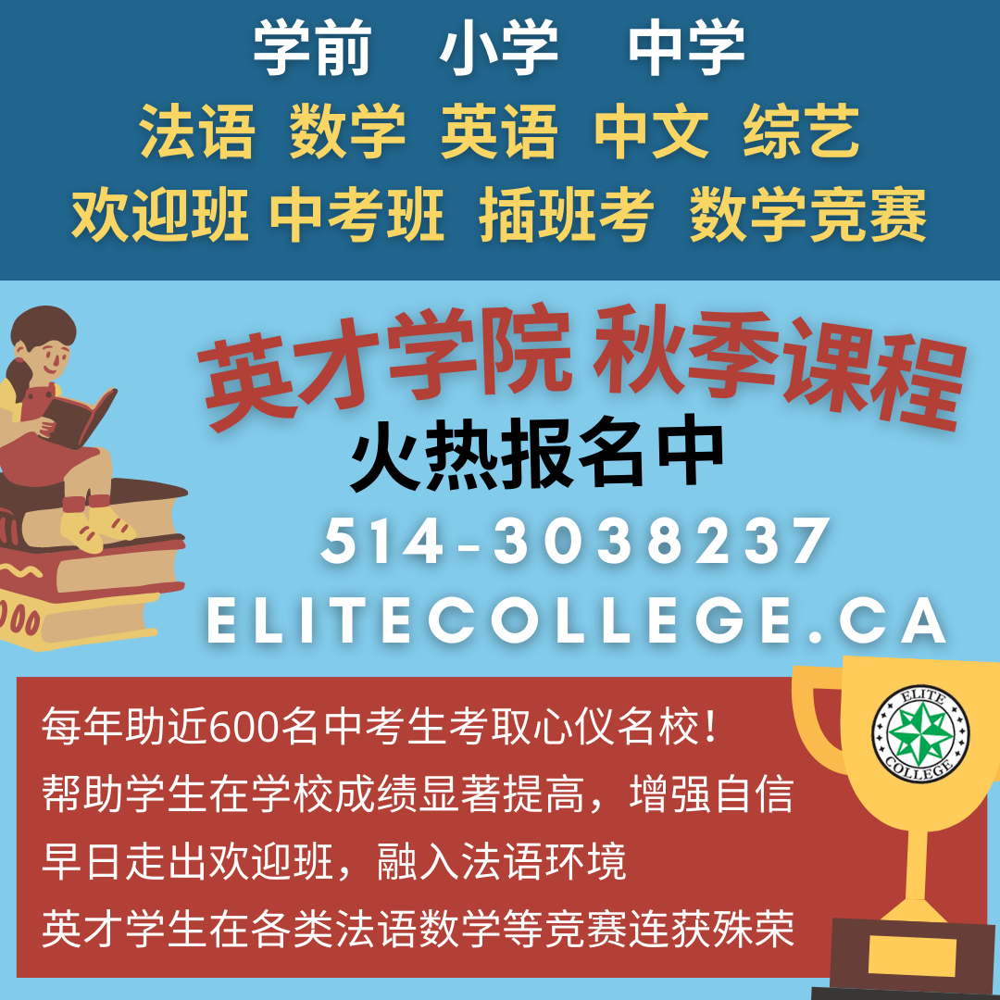 学前 小学 中学
法语 数学 英语 中文 综艺
欢迎班 中考班 插班考 数学竞赛
英才学院 秋季课程
火热报名中
514-3038237
ELITECOLLEGE.CA
每年助近600名中考生考取心仪名校！
帮助学生在学校成绩显著提高，增强自信
早日走出欢迎班，融入法语环境
英才学生在各类法语数学等竞赛连获殊荣
ELITE
COLLEGE